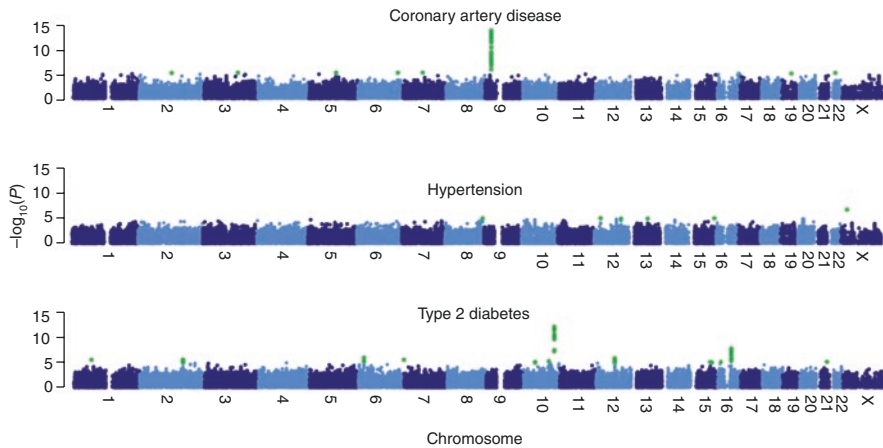 Coronary artery disease
15
10
5
0
1 2 3 4 5 6 7 8 9 10 11 12 13 14 15 16 17 18 19 20 21 22 X
Hypertension
−log10(P)
15
10
5
0
1 2 3 4 5 6 7 8 9 10 11 12 13 14 15 16 17 18 19 20 21 22 X
Type 2 diabetes
15
10
5
0
1 2 3 4 5 6 7 8 9 10 11 12 13 14 15 16 17 18 19 20 21 22 X
Chromosome